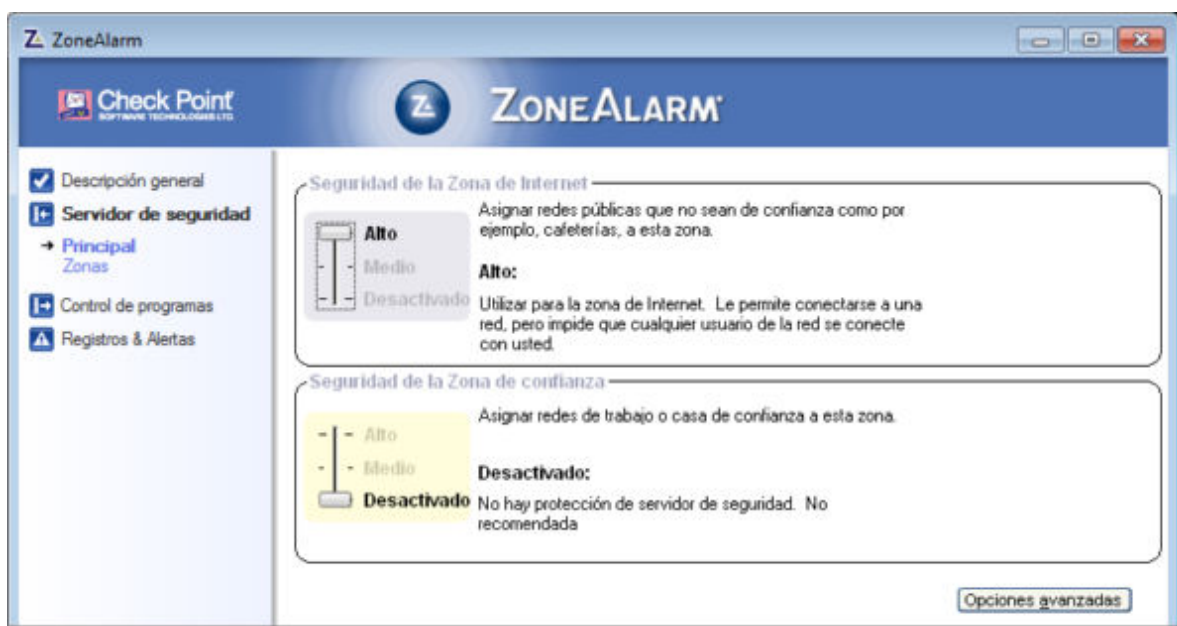 ZoneAlarm
Check Point
SOFTWARE TECHNOLOGIES LTD.
ZONEALARM
Descripción general
Servidor de seguridad
Principal
Zonas
Control de programas
Registros & Alertas
Seguridad de la Zona de Internet
Alto
Medio
Desactivado
Asignar redes públicas que no sean de confianza como por
ejemplo, cafeterías, a esta zona.
Alto:
Utilizar para la zona de Internet. Le permite conectarse a una
red, pero impide que cualquier usuario de la red se conecte
con usted.
Seguridad de la Zona de confianza
Alto
Medio
Desactivado
Asignar redes de trabajo o casa de confianza a esta zona.
Desactivado:
No hay protección de servidor de seguridad. No
recomendada
Opciones avanzadas